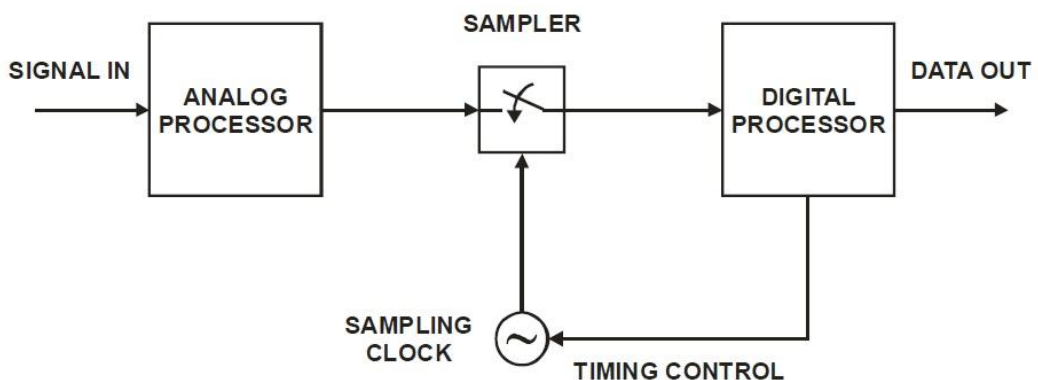 SAMPLER
SIGNAL IN
ANALOG
PROCESSOR
DIGITAL
PROCESSOR
DATA OUT
SAMPLING
CLOCK
TIMING CONTROL